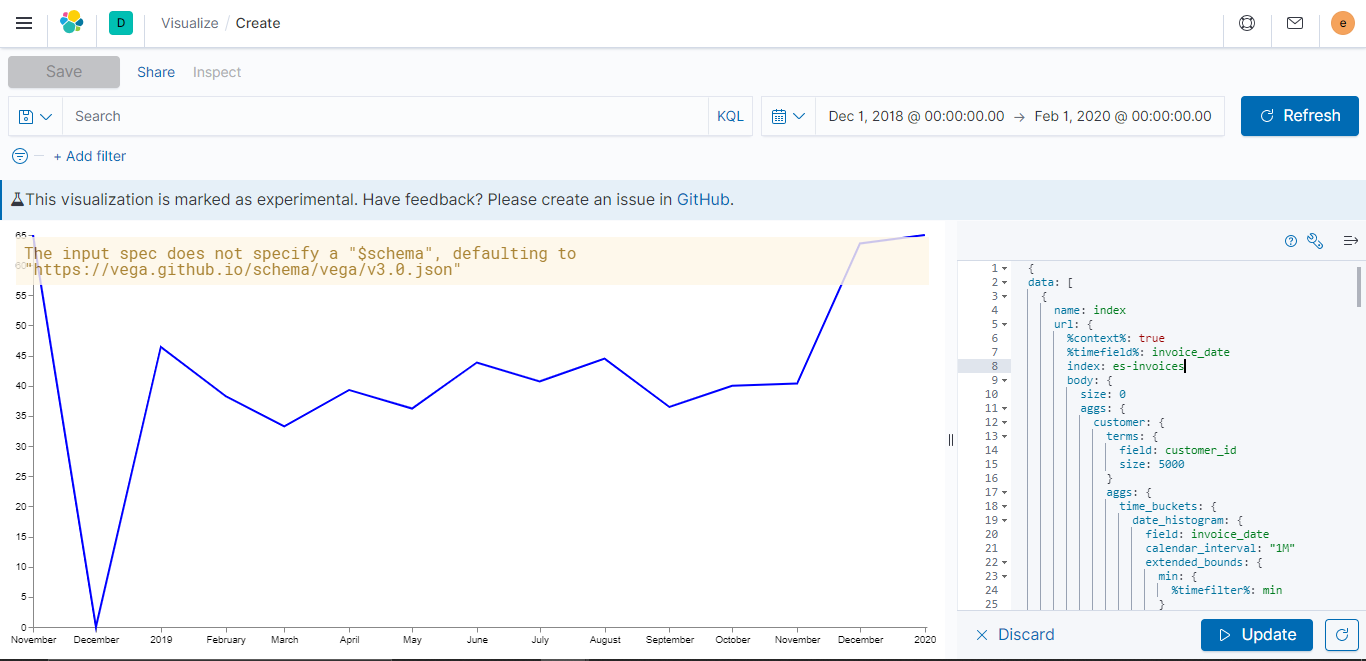 D
Visualize / Create
e
Save
Share
Inspect
Search
KQL
Dec 1, 2018 @ 00:00:00.00 → Feb 1, 2020 @ 00:00:00.00
Refresh
+ Add filter
This visualization is marked as experimental. Have feedback? Please create an issue in GitHub.
The input spec does not specify a "$schema", defaulting to
"https://vega.github.io/schema/vega/v3.0.json"
65
60
55
50
45
40
35
30
25
20
15
10
5
0
November December 2019 February March April May June July August September October November December 2020
1 {
2 data: [
3 {
4 name: index
5 url: {
6 %context%: true
7 %timefield%: invoice_date
8 index: es-invoices
9 body: {
10 size: 0
11 aggs: {
12 customer: {
13 terms: {
14 field: customer_id
15 size: 5000
16 }
17 aggs: {
18 time_buckets: {
19 date_histogram: {
20 field: invoice_date
21 calendar_interval: "1M"
22 extended_bounds: {
23 min: {
24 %timefilter%: min
25 }
Discard
Update